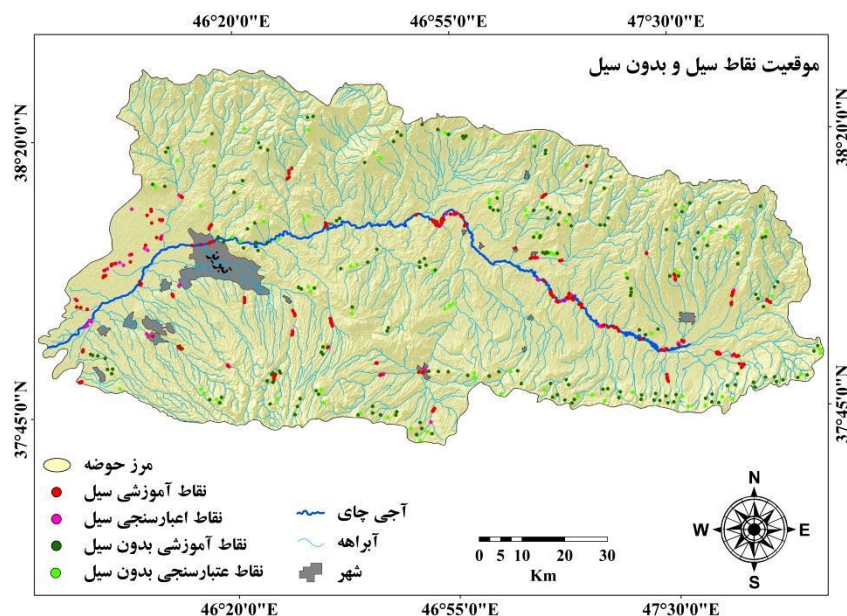 46°20'0"E 46°55'0"E 47°30'0"E
موقعیت نقاط سیل و بدون سیل
38°20'0"N
38°20'0"N
37°45'0"N
37°45'0"N
مرز حوضه
نقاط آموزشی سیل
نقاط اعبارسنجی سیل
نقاط آموزشی بدون سیل
نقاط عتبارسنجی بدون سیل
آجی چای
آبراهه
شهر
0 5 10 20 30
Km
N
W E
S
46°20'0"E 46°55'0"E 47°30'0"E